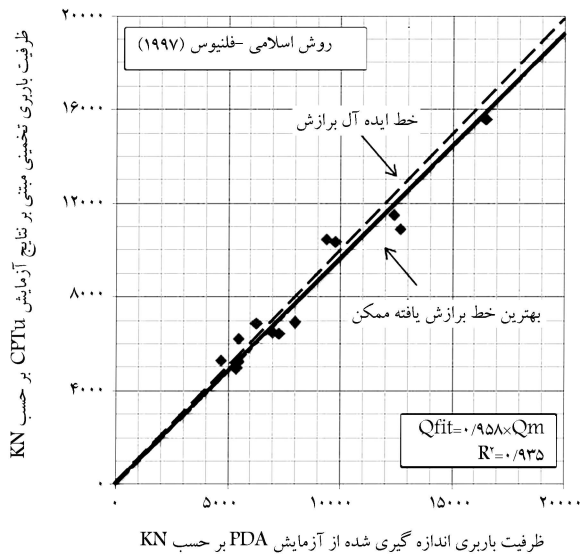 روش اسلامی -فلنیوس (۱۹۹۷)
ظرفیت باربری تخمینی مبتنی بر نتایج آزمایش CPTu بر حسب KN
۲۰۰۰۰
۱۶۰۰۰
۱۲۰۰۰
۸۰۰۰
۴۰۰۰
۰
خط ایده آل برازش
بهترین خط برازش یافته ممکن
Qfit=۰/۹۵۸×Qm
R۲=۰/۹۳۵
۰
۵۰۰۰
۱۰۰۰۰
۱۵۰۰۰
۲۰۰۰۰
ظرفیت باربری اندازه گیری شده از آزمایش PDA بر حسب KN